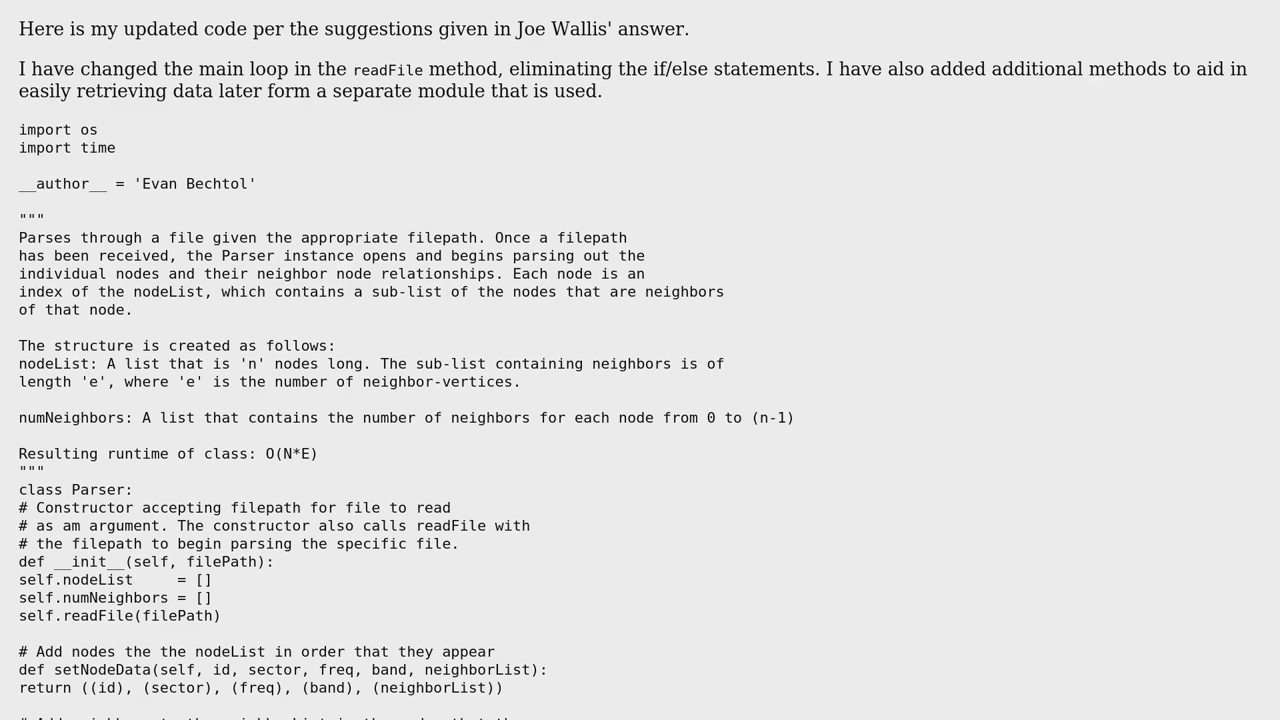 Here is my updated code per the suggestions given in Joe Wallis' answer.
I have changed the main loop in the readFile method, eliminating the if/else statements. I have also added additional methods to aid in
easily retrieving data later form a separate module that is used.
import os
import time
__author__ = 'Evan Bechtol'
"""
Parses through a file given the appropriate filepath. Once a filepath
has been received, the Parser instance opens and begins parsing out the
individual nodes and their neighbor node relationships. Each node is an
index of the nodeList, which contains a sub-list of the nodes that are neighbors
of that node.
The structure is created as follows:
nodeList: A list that is 'n' nodes long. The sub-list containing neighbors is of
length 'e', where 'e' is the number of neighbor-vertices.
numNeighbors: A list that contains the number of neighbors for each node from 0 to (n-1)
Resulting runtime of class: O(N*E)
"""
class Parser:
# Constructor accepting filepath for file to read
# as am argument. The constructor also calls readFile with
# the filepath to begin parsing the specific file.
def __init__(self, filePath):
self.nodeList     = []
self.numNeighbors = []
self.readFile(filePath)
# Add nodes the the nodeList in order that they appear
def setNodeData(self, id, sector, freq, band, neighborList):
return ((id), (sector), (freq), (band), (neighborList))